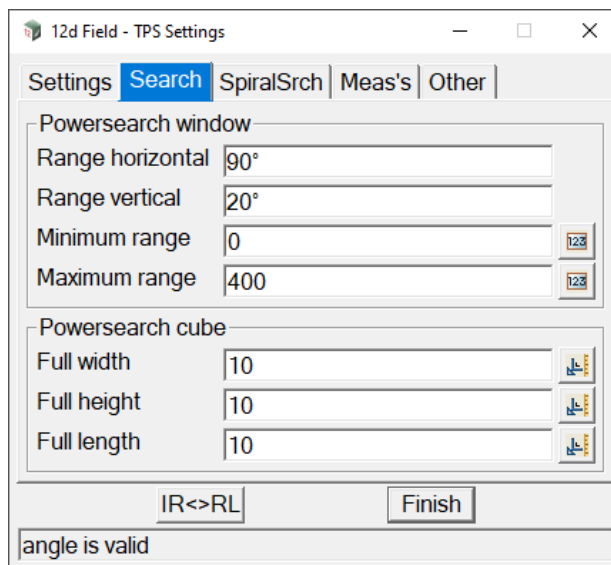 12d Field - TPS Settings
Settings Search SpiralSrch Meas's Other
Powersearch window
Range horizontal 90°
Range vertical 20°
Minimum range 0 123
Maximum range 400 123
Powersearch cube
Full width 10
Full height 10
Full length 10
IR<>RL Finish
angle is valid